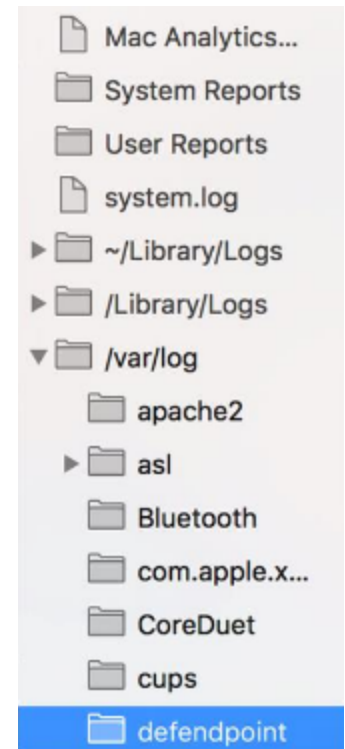 Mac Analytics...
System Reports
User Reports
system.log
~/Library/Logs
/Library/Logs
/var/log
apache2
asl
Bluetooth
com.apple.x...
CoreDuet
cups
defendpoint